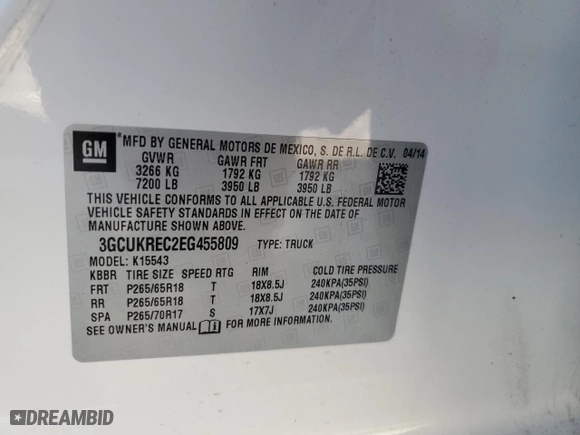 GM
*MFD BY GENERAL MOTORS DE MEXICO, S. DE R.L. DE C.V. 04/14
GVWR GAWR FRT GAWR RR
3266 KG 1792 KG 1792 KG
7200 LB 3950 LB 3950 LB
THIS VEHICLE CONFORMS TO ALL APPLICABLE U.S. FEDERAL MOTOR
VEHICLE SAFETY STANDARDS IN EFFECT ON THE DATE OF
MANUFACTURE SHOWN ABOVE.
3GCUKREC2EG455809 TYPE: TRUCK
MODEL: K15543
KBBR TIRE SIZE SPEED RTG RIM COLD TIRE PRESSURE
FRT P265/65R18 T 18X8.5J 240KPA(35PSI)
RR P265/65R18 T 18X8.5J 240KPA(35PSI)
SPA P265/70R17 S 17X7J 240KPA(35PSI)
SEE OWNER'S MANUAL FOR MORE INFORMATION.
DREAMBID